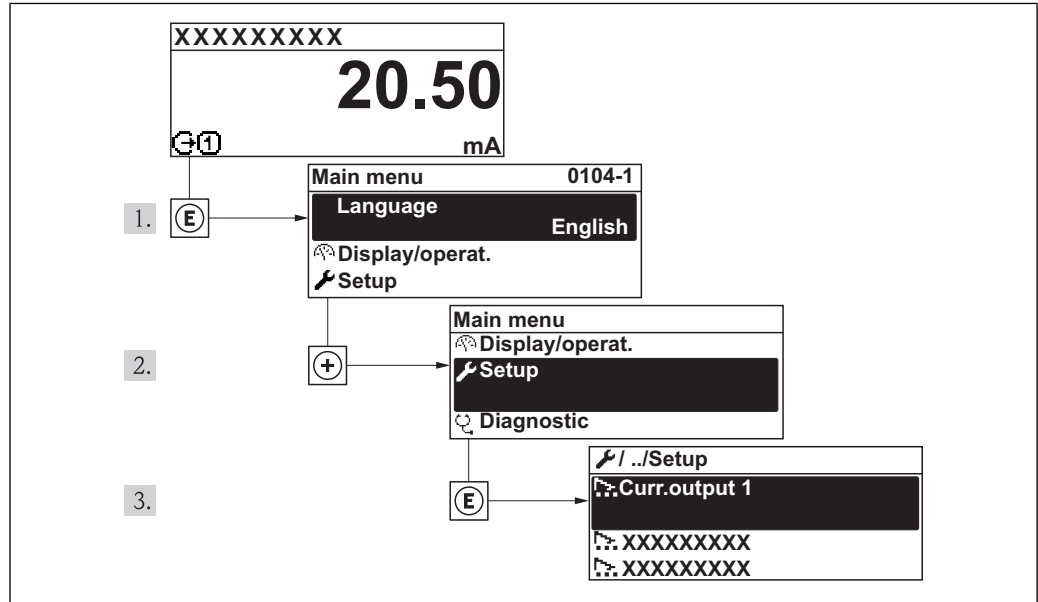 XXXXXXXXX
20.50
1
mA
Main menu 0104-1
Language
English
Display/operat.
Setup
1. E
Main menu
Display/operat.
Setup
Diagnostic
2. +
/ ../Setup
Curr.output 1
XXXXXXXXX
XXXXXXXXX
3. E